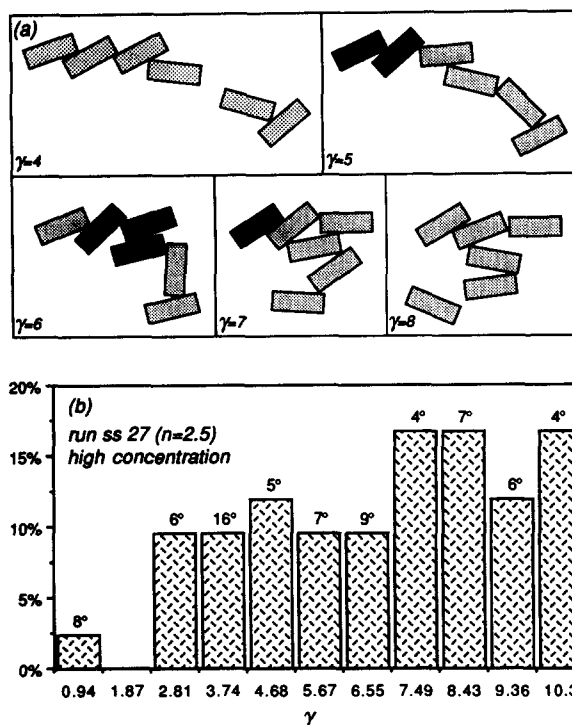 (a)
γ=4
γ=5
γ=6
γ=7
γ=8
20%
15%
10%
5%
0%
(b)
run ss 27 (n=2.5)
high concentration
8°
6°
16°
5°
7°
9°
4°
7°
6°
4°
0.94 1.87 2.81 3.74 4.68 5.67 6.55 7.49 8.43 9.36 10.3
γ